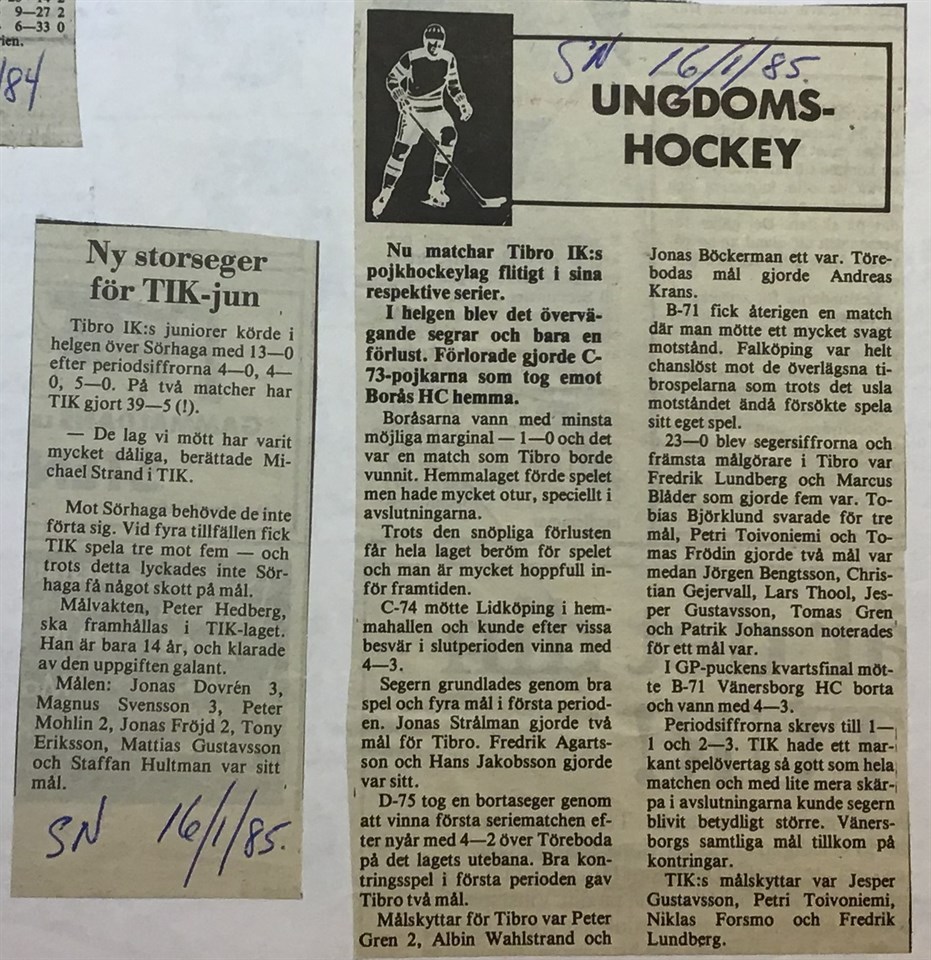 9—27 2
6—33 0
ien.
/84
Ny storseger
för TIK-jun
Tibro IK:s juniorer körde i
helgen över Sörhaga med 13—0
efter periodsiffrorna 4—0, 4—
0, 5—0. På två matcher har
TIK gjort 39—5 (!).
— De lag vi mött har varit
mycket dåliga, berättade Mi-
chael Strand i TIK.
Mot Sörhaga behövde de inte
förta sig. Vid fyra tillfällen fick
TIK spela tre mot fem — och
trots detta lyckades inte Sör-
haga få något skott på mål.
Målvakten, Peter Hedberg,
ska framhållas i TIK-laget.
Han är bara 14 år, och klarade
av den uppgiften galant.
Målen: Jonas Dovrén 3,
Magnus Svensson 3, Peter
Mohlin 2, Jonas Fröjd 2, Tony
Eriksson, Mattias Gustavsson
och Staffan Hultman var sitt
mål.
SN 16/1/85.
SN 16/1/85.
UNGDOMS-
HOCKEY
Nu matchar Tibro IK:s
pojkhockeylag flitigt i sina
respektive serier.
I helgen blev det övervä-
gande segrar och bara en
förlust. Förlorade gjorde C-
73-pojkarna som tog emot
Borås HC hemma.
Boråsarna vann med minsta
möjliga marginal — 1—0 och det
var en match som Tibro borde
vunnit. Hemmalaget förde spelet
men hade mycket otur, speciellt i
avslutningarna.
Trots den snöpliga förlusten
får hela laget beröm för spelet
och man är mycket hoppfull in-
för framtiden.
C-74 mötte Lidköping i hem-
mahallen och kunde efter vissa
besvär i slutperioden vinna med
4—3.
Segern grundlades genom bra
spel och fyra mål i första perio-
den. Jonas Strålman gjorde två
mål för Tibro. Fredrik Agarts-
son och Hans Jakobsson gjorde
var sitt.
D-75 tog en bortaseger genom
att vinna första seriematchen ef-
ter nyår med 4—2 över Töreboda
på det lagets utebana. Bra kon-
tringsspel i första perioden gav
Tibro två mål.
Målskyttar för Tibro var Peter
Gren 2, Albin Wahlstrand och
Jonas Böckerman ett var. Töre-
bodas mål gjorde Andreas
Krans.
B-71 fick återigen en match
där man mötte ett mycket svagt
motstånd. Falköping var helt
chanslöst mot de överlägsna ti-
brospelarna som trots det usla
motståndet ändå försökte spela
sitt eget spel.
23—0 blev segersiffrorna och
främsta målgörare i Tibro var
Fredrik Lundberg och Marcus
Blåder som gjorde fem var. To-
bias Björklund svarade för tre
mål, Petri Toivoniemi och To-
mas Frödin gjorde två mål var
medan Jörgen Bengtsson, Chris-
tian Gejervall, Lars Thool, Jes-
per Gustavsson, Tomas Gren
och Patrik Johansson noterades
för ett mål var.
I GP-puckens kvartsfinal möt-
te B-71 Vänersborg HC borta
och vann med 4—3.
Periodsiffrorna skrevs till 1—
1 och 2—3. TIK hade ett mar-
kant spelövertag så gott som hela
matchen och med lite mera skär-
pa i avslutningarna kunde segern
blivit betydligt större. Väners-
borgs samtliga mål tillkom på
kontringar.
TIK:s målskyttar var Jesper
Gustavsson, Petri Toivoniemi,
Niklas Forsmo och Fredrik
Lundberg.